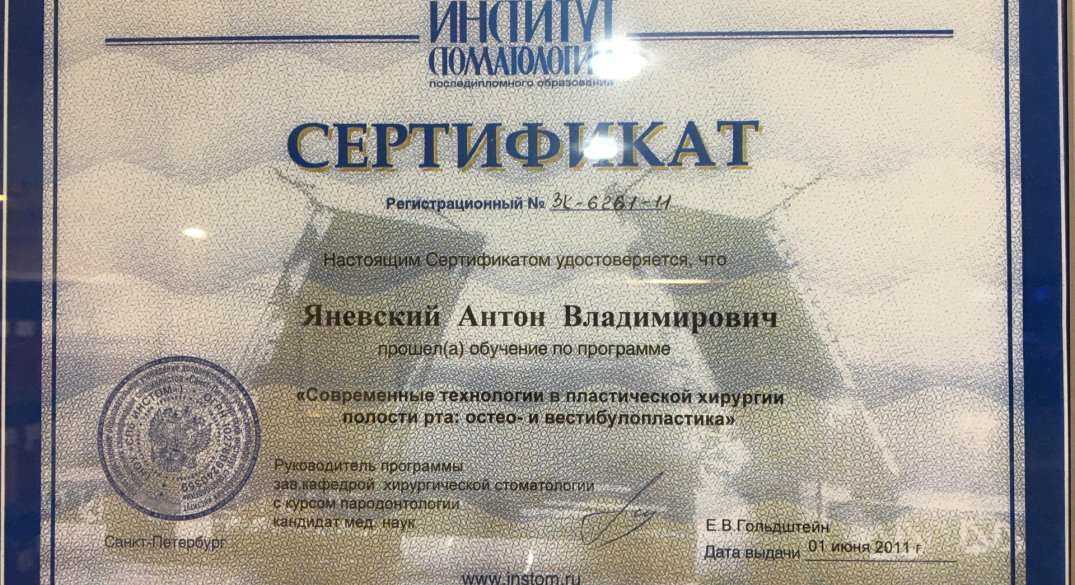 ИНСТИТУТ
СТОМАТОЛОГИИ
последипломного образования
СЕРТИФИКАТ
Регистрационный № ЗК-6261-11
Настоящим Сертификатом удостоверяется, что
Яневский Антон Владимирович
прошел(а) обучение по программе
«Современные технологии в пластической хирургии
полости рта: остео- и вестибулопластика»
Руководитель программы
зав.кафедрой хирургической стоматологии
с курсом пародонтологии
кандидат мед. наук
Е.В.Гольдштейн
Санкт-Петербург
Дата выдачи 01 июня 2011 г
www.instom.ru